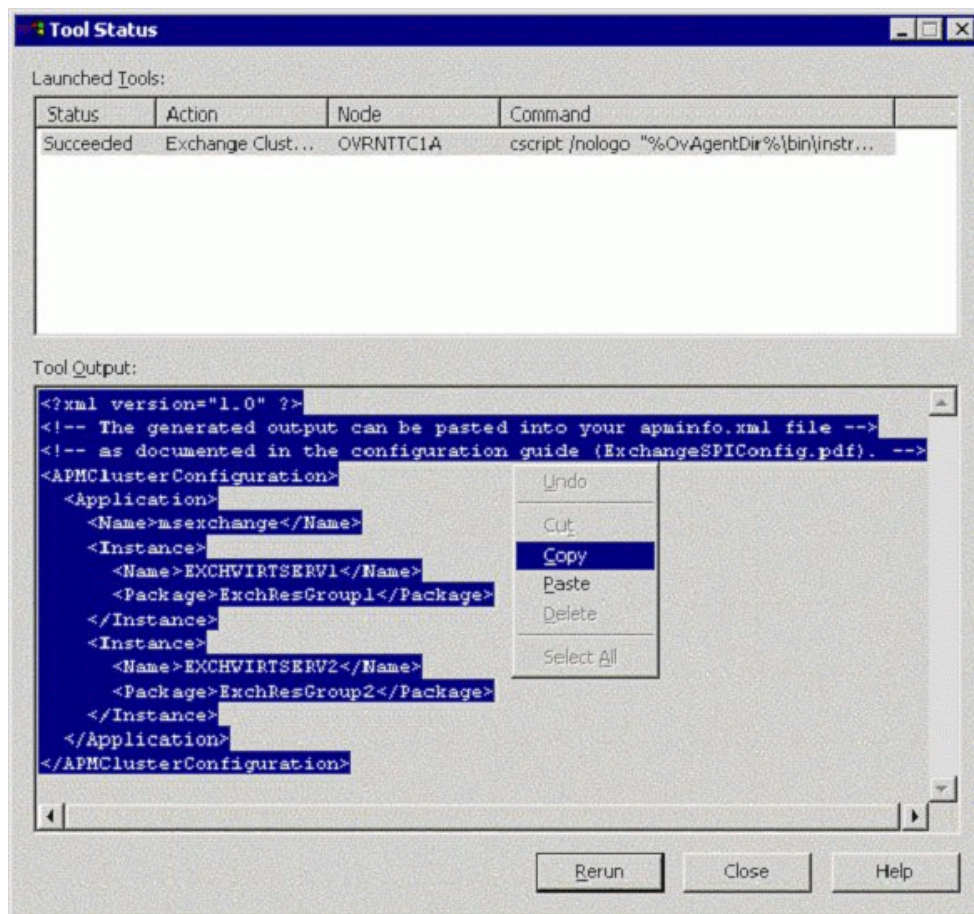 Tool Status
Launched Tools:
Status Action Node Command
Succeeded Exchange Clust... OVRNTTC1A cscript /nologo "%OvAgentDir%\bin\instr...
Tool Output:
<?xml version="1.0" ?>
<!-- The generated output can be pasted into your apminfo.xml file -->
<!-- as documented in the configuration guide (ExchangeSPIConfig.pdf). -->
<APMClusterConfiguration>
<Application>
<Name>msexchange</Name>
<Instance>
<Name>EXCHVIRTSERV1</Name>
<Package>ExchResGroup1</Package>
</Instance>
<Instance>
<Name>EXCHVIRTSERV2</Name>
<Package>ExchResGroup2</Package>
</Instance>
</Application>
</APMClusterConfiguration>
Undo
Cut
Copy
Paste
Delete
Select All
Rerun Close Help